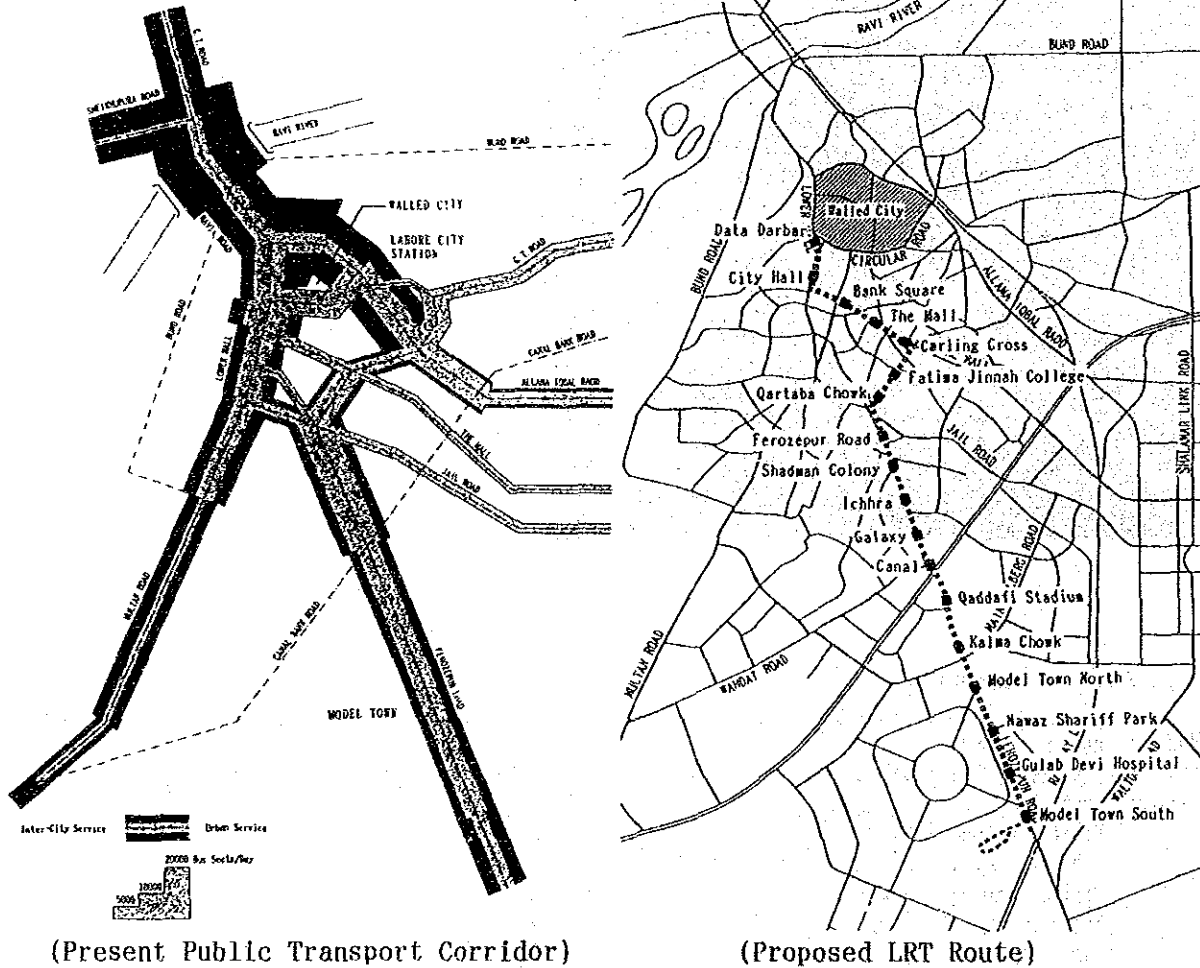 G.T. ROAD
SHEIKHUPURA ROAD
RAVI RIVER
BUND ROAD
WALLED CITY
LAHORE CITY
STATION
G.T. ROAD
RAVI ROAD
BUND ROAD
LOWER MALL
CANAL BANK ROAD
ALLAMA IQBAL ROAD
THE MALL
JAIL ROAD
MULTAN ROAD
CANAL BANK ROAD
MODEL TOWN
Inter-City Service
Urban Service
20000 Bus Seats/Day
10000
5000
(Present Public Transport Corridor)
RAVI RIVER
BUND ROAD
LOWER
Walled City
Data Darbar
CIRCULAR ROAD
BUND ROAD
City Hall
Bank Square
The Mall
ALLAMA IQBAL ROAD
Carling Cross
MALL
Fatima Jinnah College
Qartaba Chowk
SHALAMAR LINK ROAD
Ferozepur Road
JAIL ROAD
Shadman Colony
Ichhra
Galaxy
Canal
Qaddafi Stadium
MAIN BERG ROAD
Kalma Chowk
MULTAN ROAD
WAHDAT ROAD
Model Town North
Nawaz Shariff Park
Gulab Devi Hospital
Model Town South
(Proposed LRT Route)